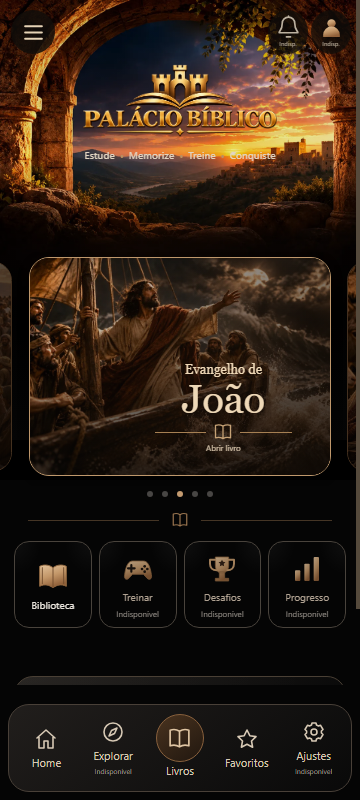 Indisp.
Indisp.
PALÁCIO BÍBLICO
Estude · Memorize · Treine · Conquiste
Evangelho de
João
Abrir livro
Biblioteca
Treinar
Indisponível
Desafios
Indisponível
Progresso
Indisponível
Home
Explorar
Indisponível
Livros
Favoritos
Ajustes
Indisponível